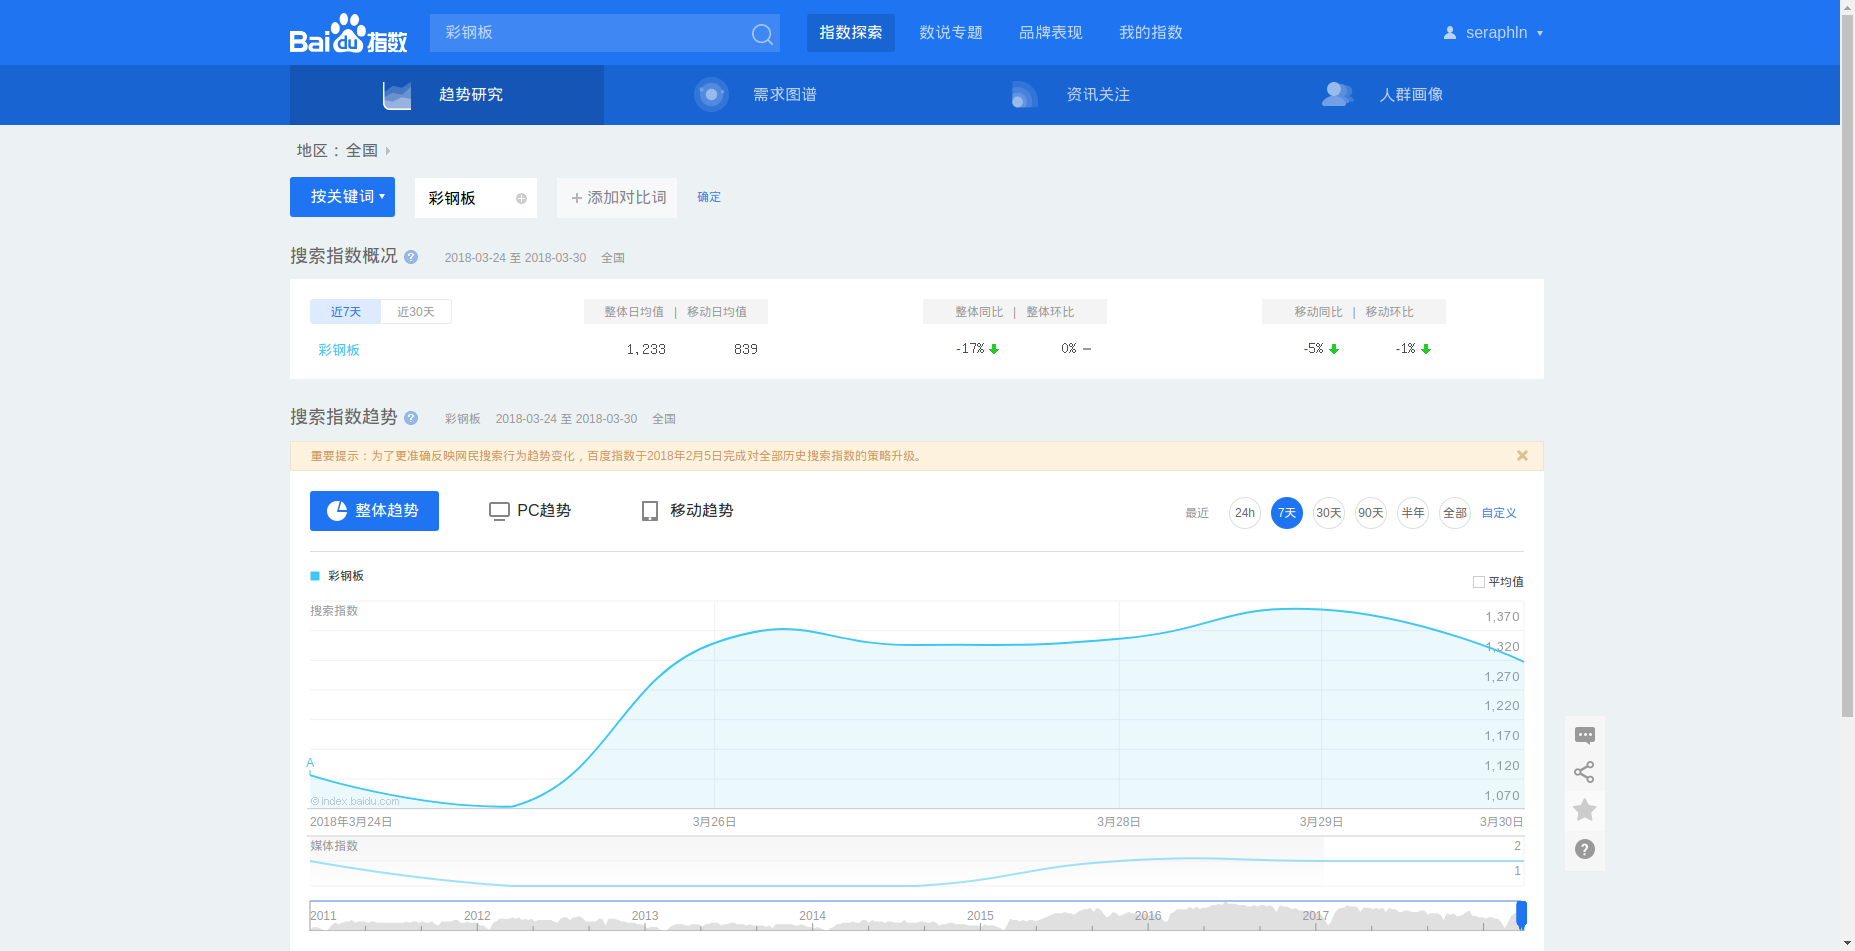 Baidu指数 彩钢板 指数探索 数说专题 品牌表现 我的指数 seraphln
趋势研究 需求图谱 资讯关注 人群画像
地区：全国
按关键词 彩钢板 +添加对比词 确定
搜索指数概况 ? 2018-03-24 至 2018-03-30 全国
近7天 近30天 整体日均值 | 移动日均值 整体同比 | 整体环比 移动同比 | 移动环比
彩钢板 1,233 839 -17% 0% -5% -1%
搜索指数趋势 ? 彩钢板 2018-03-24 至 2018-03-30 全国
重要提示：为了更准确反映网民搜索行为趋势变化，百度指数于2018年2月5日完成对全部历史搜索指数的策略升级。
整体趋势 PC趋势 移动趋势 最近 24h 7天 30天 90天 半年 全部 自定义
彩钢板
平均值
搜索指数
1,370
1,320
1,270
1,220
1,170
1,120
1,070
A
©index.baidu.com
2018年3月24日 3月26日 3月28日 3月29日 3月30日
媒体指数 2
1
2011 2012 2013 2014 2015 2016 2017
?